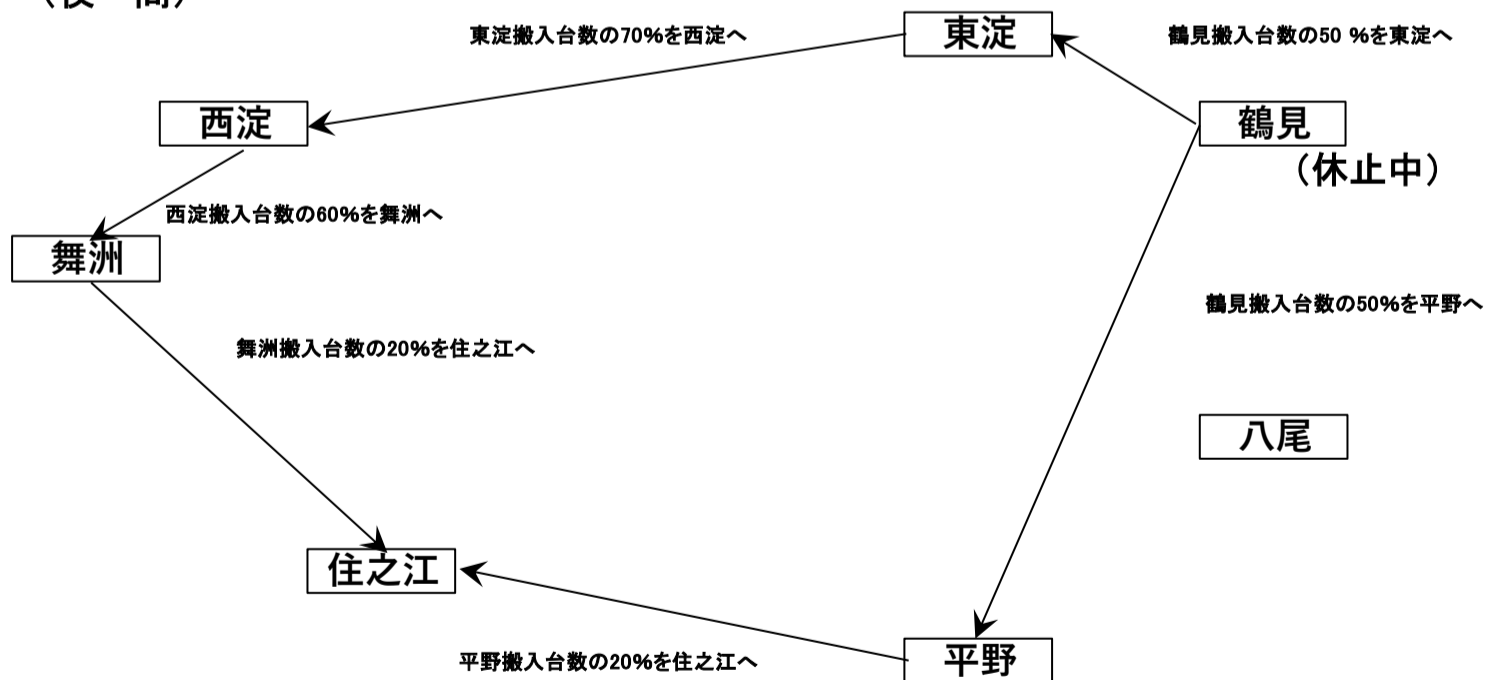 東淀搬入台数の70%を西淀へ
東淀
鶴見搬入台数の50 %を東淀へ
西淀
鶴見
（休止中）
西淀搬入台数の60%を舞洲へ
舞洲
鶴見搬入台数の50%を平野へ
舞洲搬入台数の20%を住之江へ
八尾
住之江
平野搬入台数の20%を住之江へ
平野